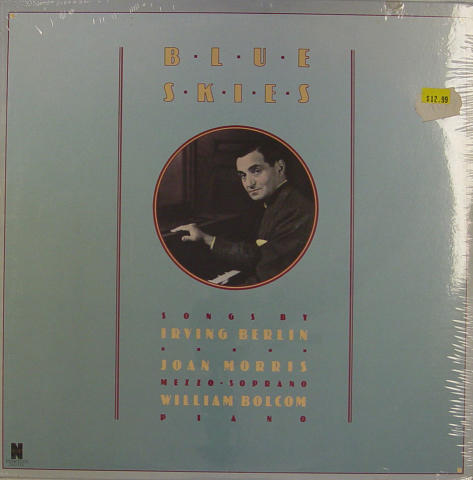 B·L·U·E
S·K·I·E·S
$12.99
SONGS BY
IRVING BERLIN
JOAN MORRIS
MEZZO-SOPRANO
WILLIAM BOLCOM
PIANO
N